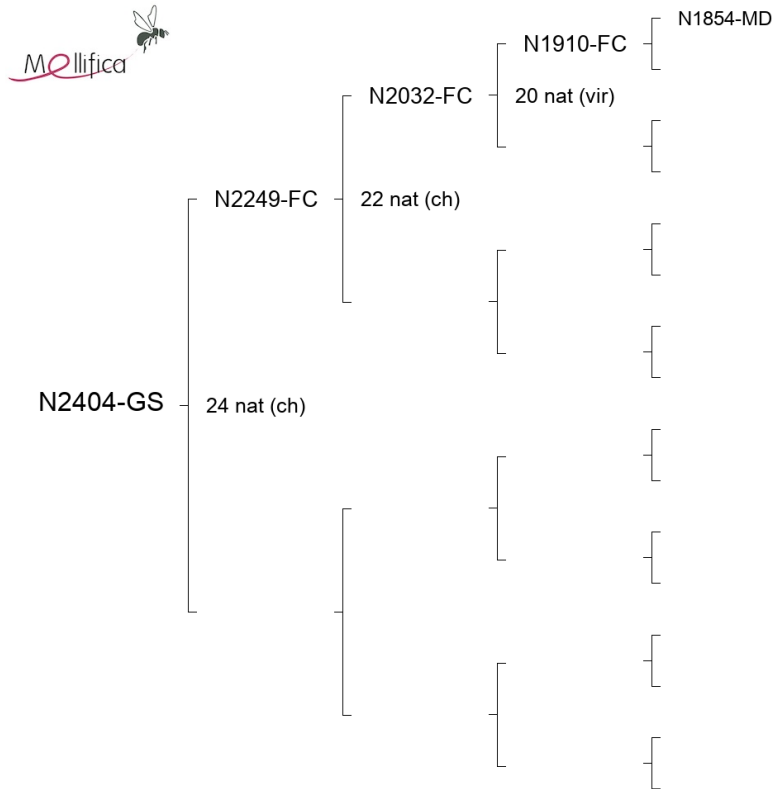 Mellifica
N1854-MD
N1910-FC
N2032-FC
20 nat (vir)
N2249-FC
22 nat (ch)
N2404-GS
24 nat (ch)